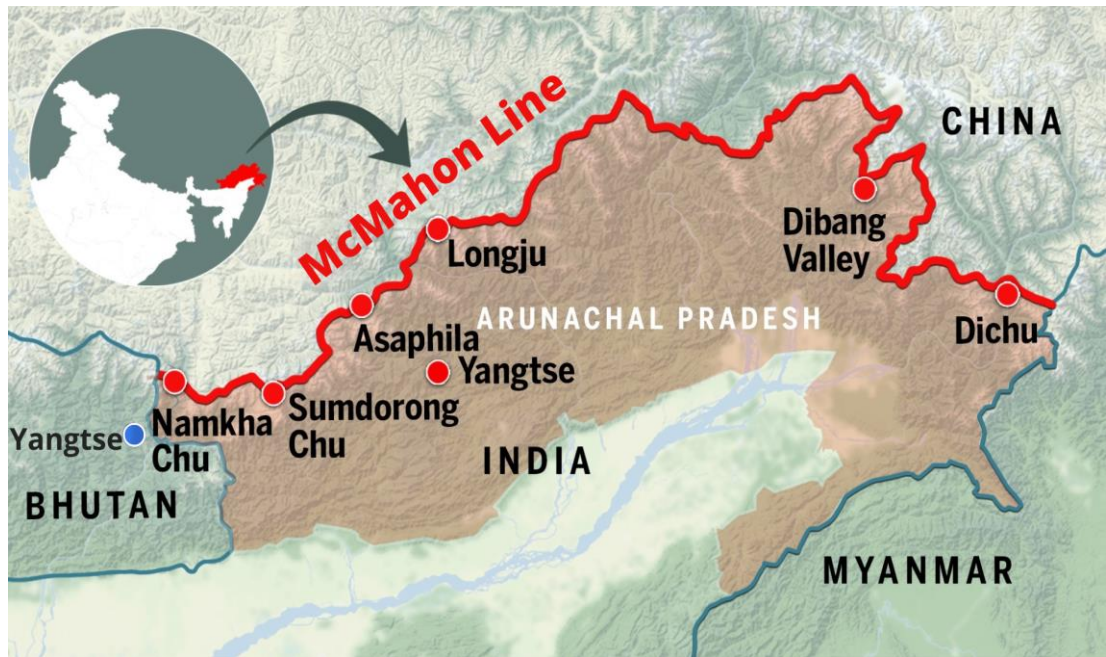 McMahon Line
CHINA
Dibang
Valley
Longju
Dichu
Asaphila
ARUNACHAL PRADESH
Yangtse
Namkha
Chu
Sumdorong
Chu
Yangtse
INDIA
BHUTAN
MYANMAR